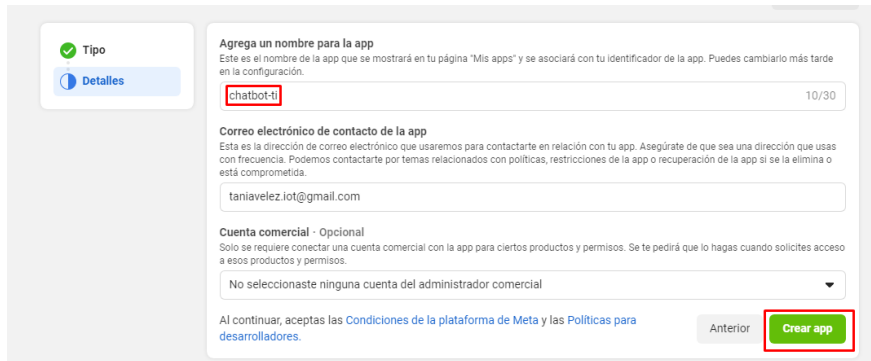 Tipo
Detalles
Agrega un nombre para la app
Este es el nombre de la app que se mostrará en tu página "Mis apps" y se asociará con tu identificador de la app. Puedes cambiarlo más tarde
en la configuración.
chatbot-ti
10/30
Correo electrónico de contacto de la app
Esta es la dirección de correo electrónico que usaremos para contactarte en relación con tu app. Asegúrate de que sea una dirección que usas
con frecuencia. Podemos contactarte por temas relacionados con políticas, restricciones de la app o recuperación de la app si se la elimina o
está comprometida.
taniavelez.iot@gmail.com
Cuenta comercial · Opcional
Solo se requiere conectar una cuenta comercial con la app para ciertos productos y permisos. Se te pedirá que lo hagas cuando solicites acceso
a esos productos y permisos.
No seleccionaste ninguna cuenta del administrador comercial
Al continuar, aceptas las Condiciones de la plataforma de Meta y las Políticas para
desarrolladores.
Anterior
Crear app